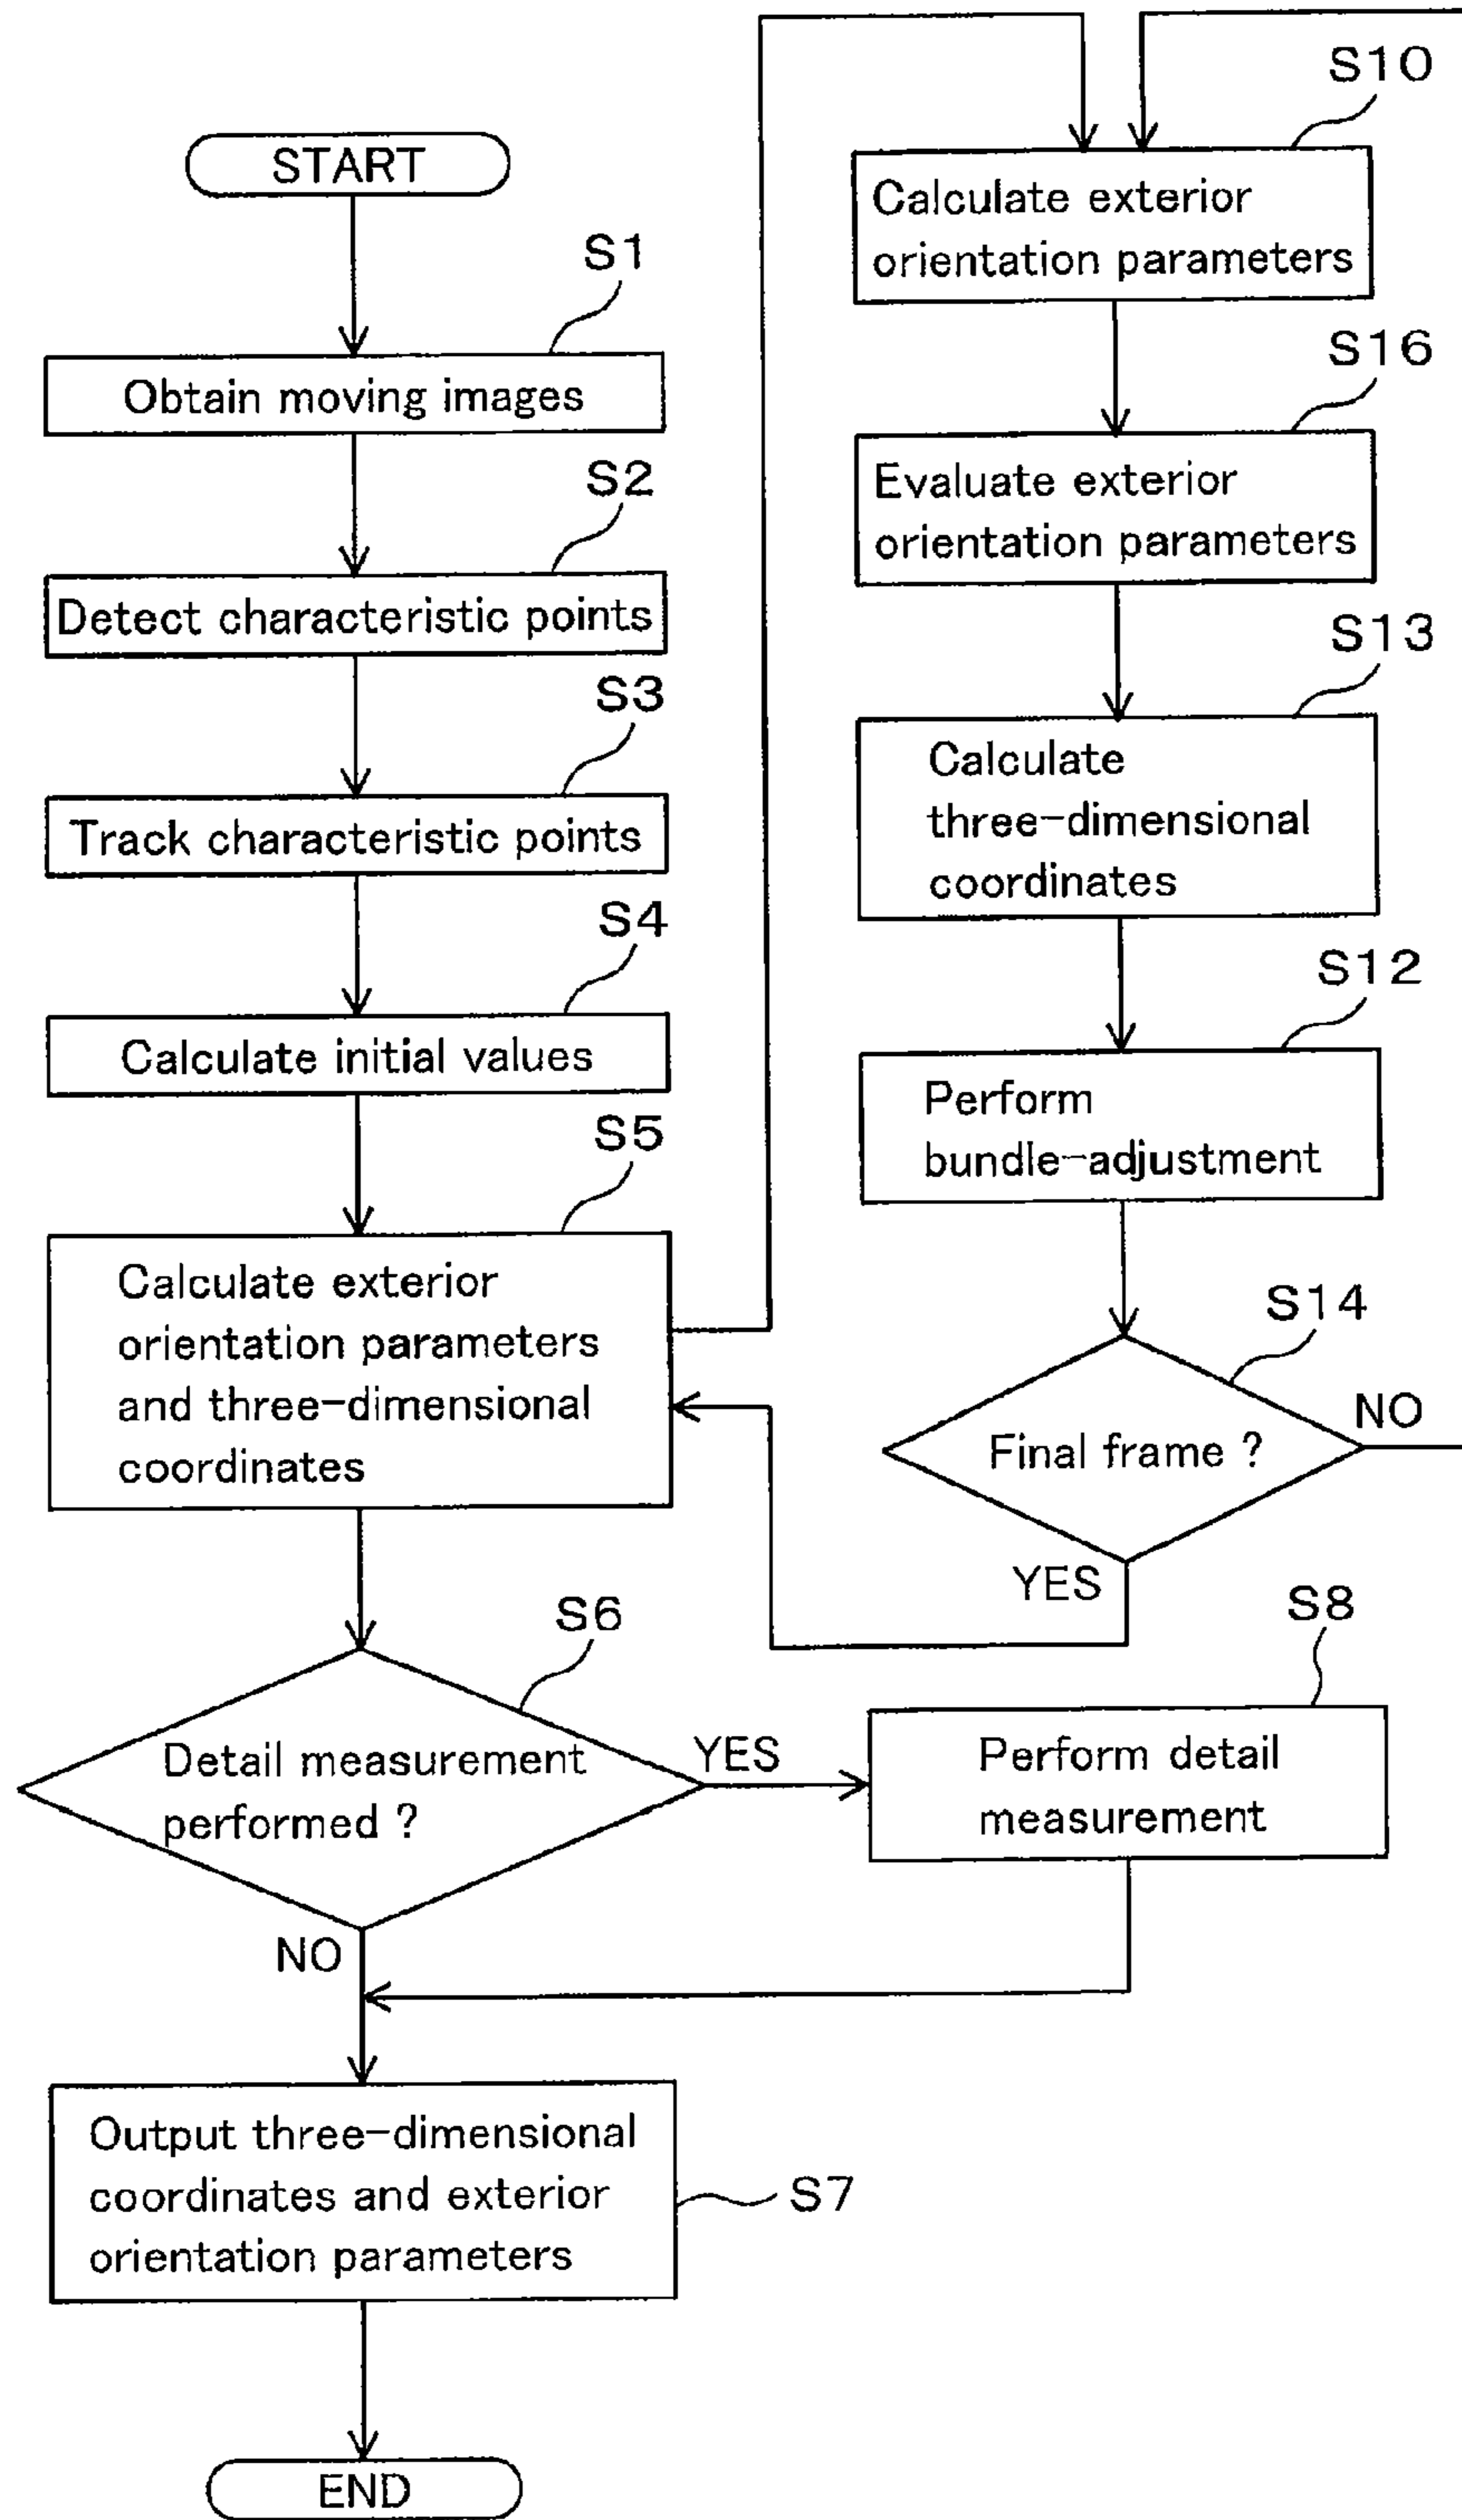 START
S1
Obtain moving images
S2
Detect characteristic points
S3
Track characteristic points
S4
Calculate initial values
S5
Calculate exterior
orientation parameters
and three-dimensional
coordinates
S6
Detail measurement
performed ?
YES
NO
S7
Output three-dimensional
coordinates and exterior
orientation parameters
END
S10
Calculate exterior
orientation parameters
S16
Evaluate exterior
orientation parameters
S13
Calculate
three-dimensional
coordinates
S12
Perform
bundle-adjustment
S14
Final frame ?
NO
YES
S8
Perform detail
measurement